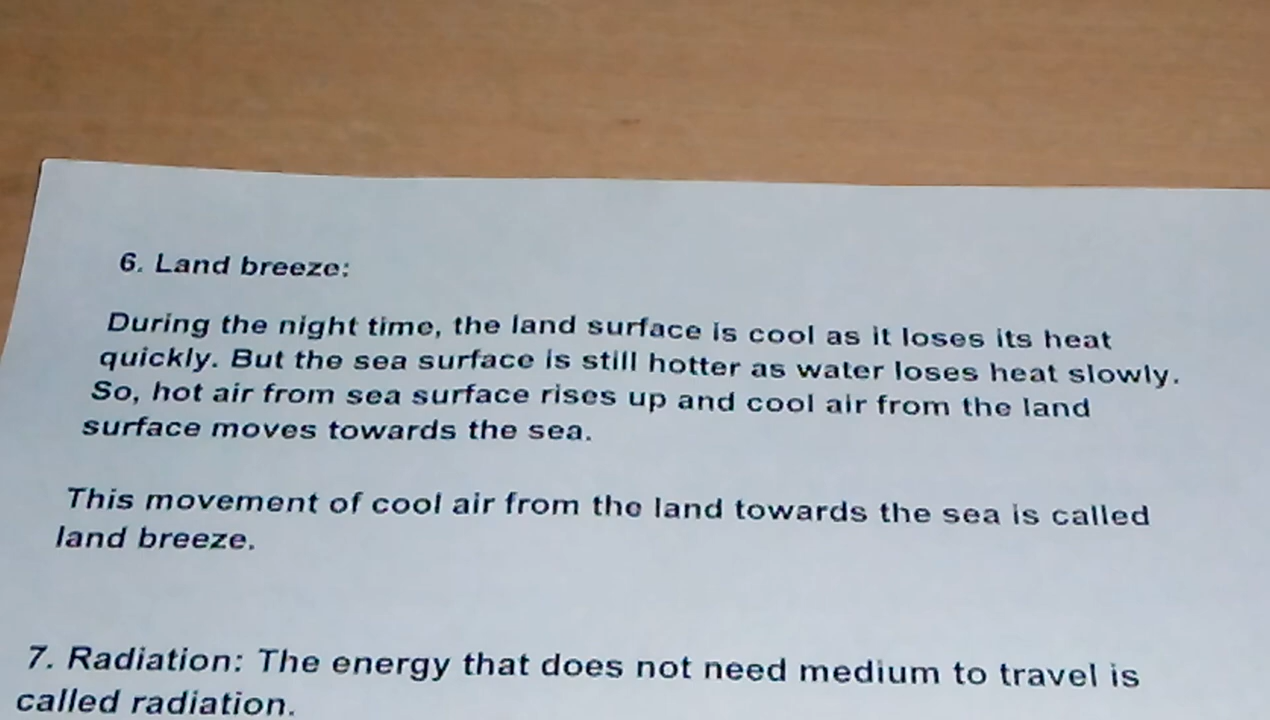 6. Land breeze:
During the night time, the land surface is cool as it loses its heat
quickly. But the sea surface is still hotter as water loses heat slowly.
So, hot air from sea surface rises up and cool air from the land
surface moves towards the sea.
This movement of cool air from the land towards the sea is called
land breeze.
7. Radiation: The energy that does not need medium to travel is
called radiation.